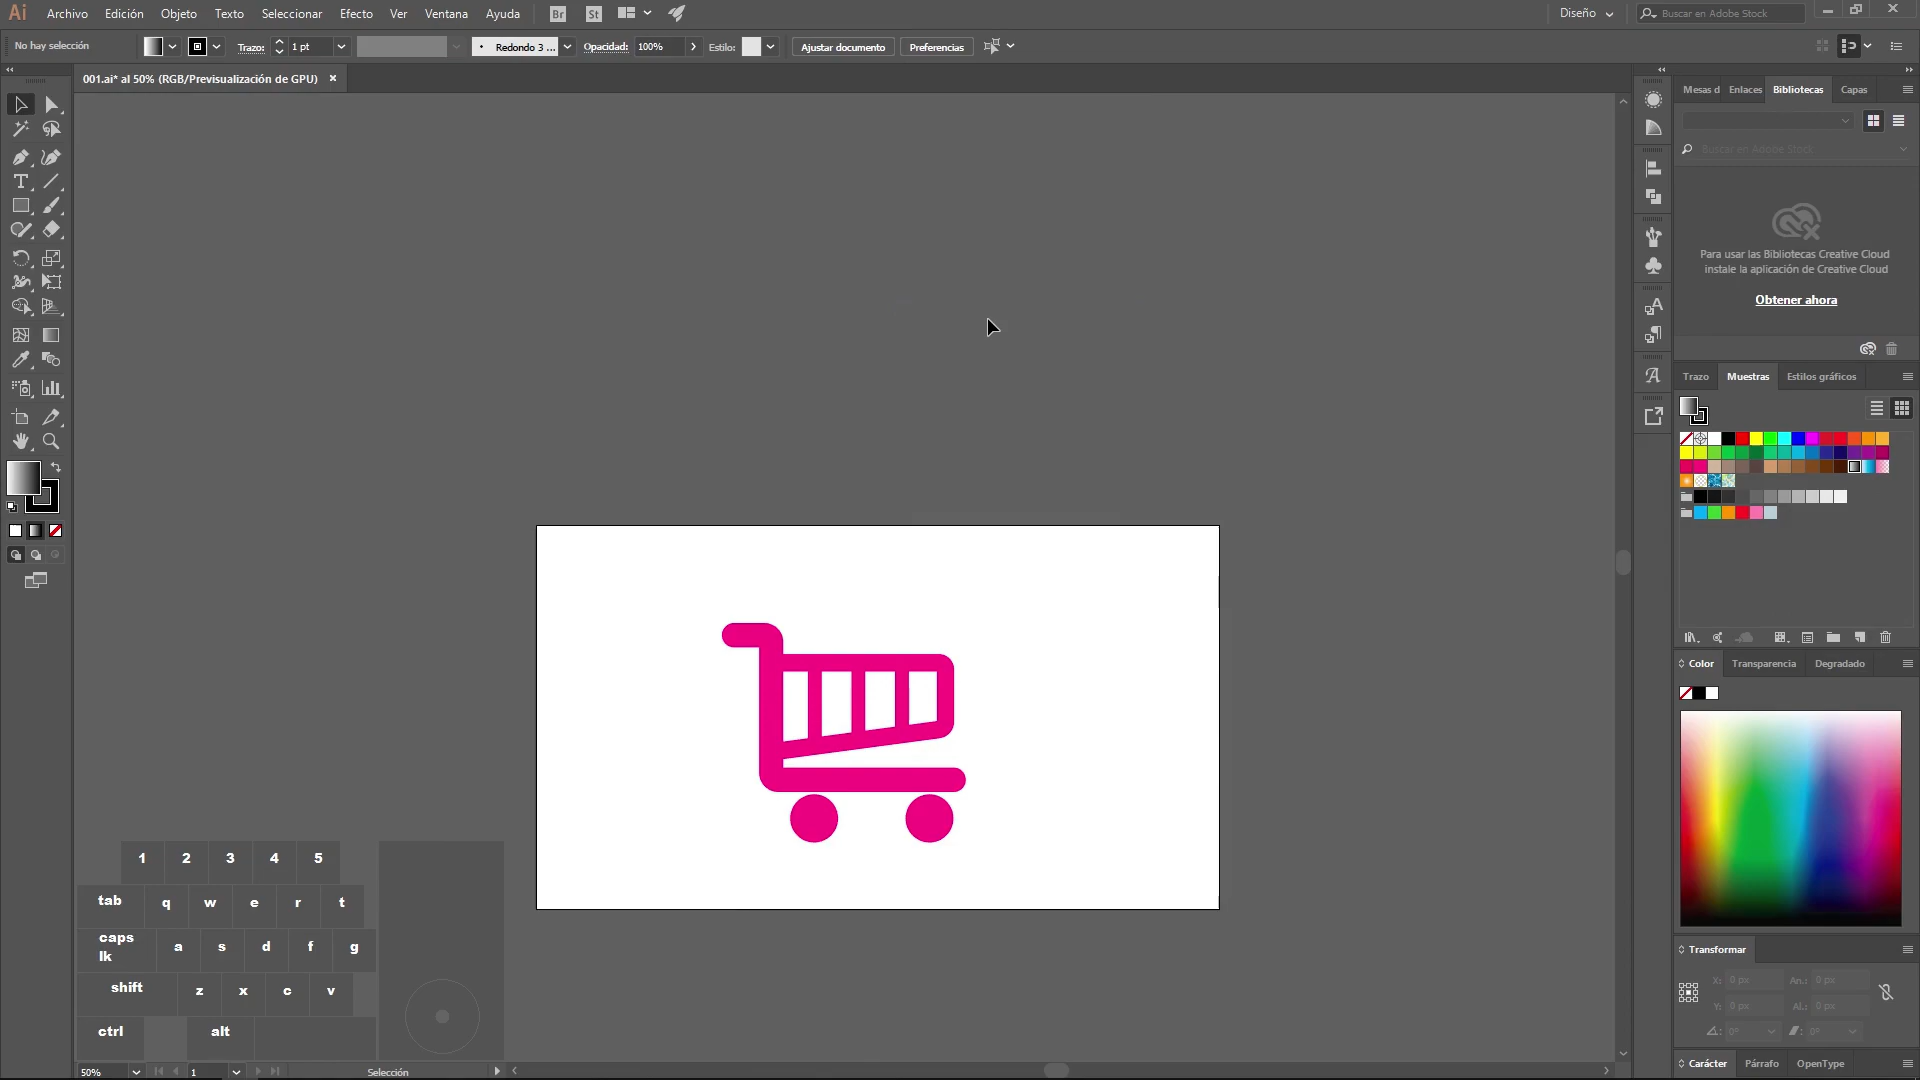 Ai Archivo Edición Objeto Texto Seleccionar Efecto Ver Ventana Ayuda Br St Diseño Buscar en Adobe Stock
No hay selección Trazo: 1 pt Redondo 3 ... Opacidad: 100% Estilo: Ajustar documento Preferencias
001.ai* al 50% (RGB/Previsualización de GPU) ×
Mesas d Enlaces Bibliotecas Capas
Buscar en Adobe Stock
Para usar las Bibliotecas Creative Cloud
instale la aplicación de Creative Cloud
Obtener ahora
Trazo Muestras Estilos gráficos
Color Transparencia Degradado
Transformar
X: 0 px An.: 0 px
Y: 0 px Al.: 0 px
0° 0°
Carácter Párrafo OpenType
1 2 3 4 5
tab q w e r t
caps
lk a s d f g
shift z x c v
ctrl alt
50% 1 Selección